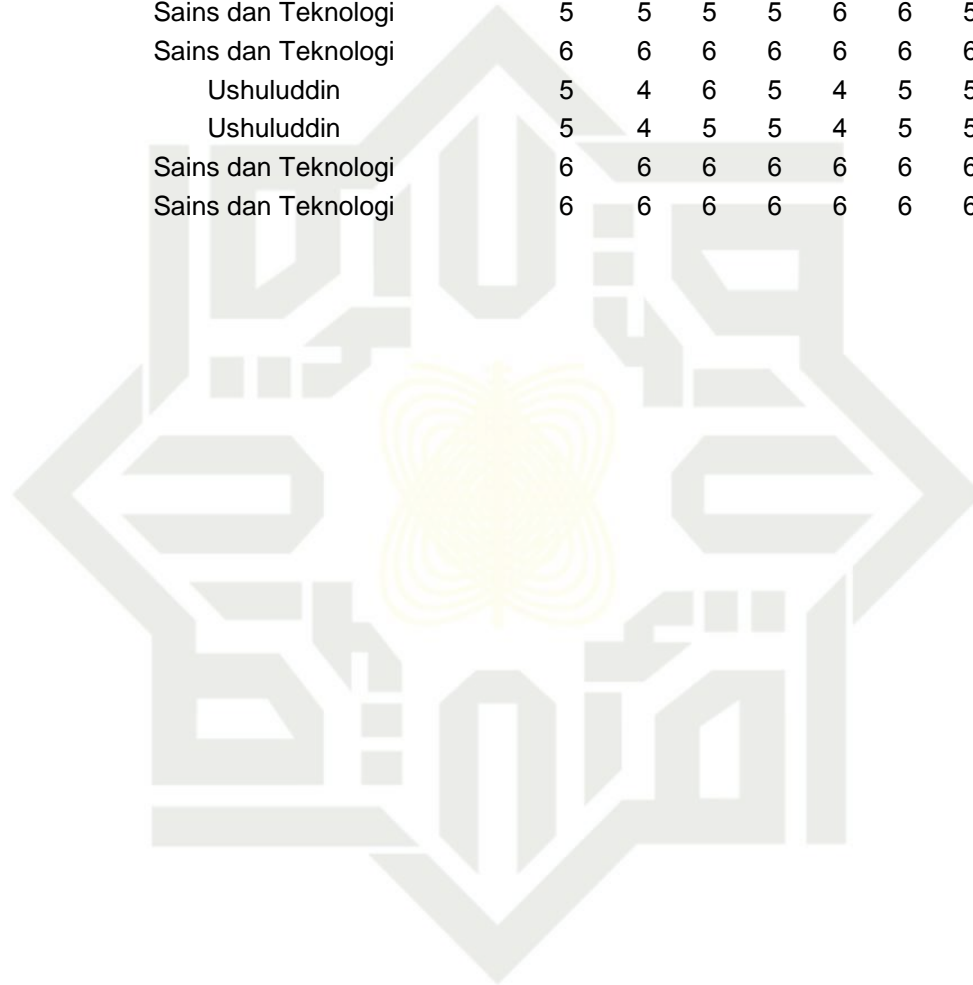 Sains dan Teknologi 5 5 5 5 6 6 5
Sains dan Teknologi 6 6 6 6 6 6 6
Ushuluddin 5 4 6 5 4 5 5
Ushuluddin 5 4 5 5 4 5 5
Sains dan Teknologi 6 6 6 6 6 6 6
Sains dan Teknologi 6 6 6 6 6 6 6